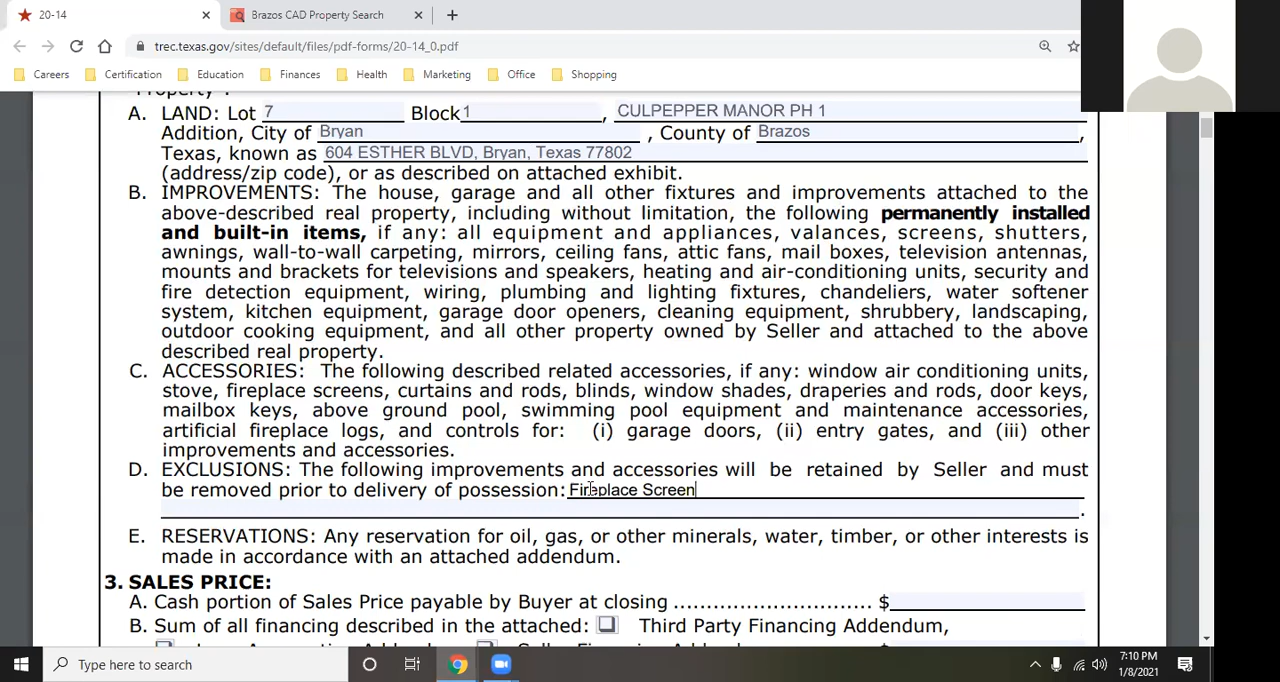 20-14
Brazos CAD Property Search
trec.texas.gov/sites/default/files/pdf-forms/20-14_0.pdf
Careers Certification Education Finances Health Marketing Office Shopping
Property".
A. LAND: Lot 7 Block 1 , CULPEPPER MANOR PH 1
Addition, City of Bryan , County of Brazos ,
Texas, known as 604 ESTHER BLVD, Bryan, Texas 77802
(address/zip code), or as described on attached exhibit.
B. IMPROVEMENTS: The house, garage and all other fixtures and improvements attached to the
above-described real property, including without limitation, the following permanently installed
and built-in items, if any: all equipment and appliances, valances, screens, shutters,
awnings, wall-to-wall carpeting, mirrors, ceiling fans, attic fans, mail boxes, television antennas,
mounts and brackets for televisions and speakers, heating and air-conditioning units, security and
fire detection equipment, wiring, plumbing and lighting fixtures, chandeliers, water softener
system, kitchen equipment, garage door openers, cleaning equipment, shrubbery, landscaping,
outdoor cooking equipment, and all other property owned by Seller and attached to the above
described real property.
C. ACCESSORIES: The following described related accessories, if any: window air conditioning units,
stove, fireplace screens, curtains and rods, blinds, window shades, draperies and rods, door keys,
mailbox keys, above ground pool, swimming pool equipment and maintenance accessories,
artificial fireplace logs, and controls for: (i) garage doors, (ii) entry gates, and (iii) other
improvements and accessories.
D. EXCLUSIONS: The following improvements and accessories will be retained by Seller and must
be removed prior to delivery of possession: Fireplace Screen
.
E. RESERVATIONS: Any reservation for oil, gas, or other minerals, water, timber, or other interests is
made in accordance with an attached addendum.
3. SALES PRICE:
A. Cash portion of Sales Price payable by Buyer at closing ............................. $
B. Sum of all financing described in the attached: Third Party Financing Addendum,
Type here to search
7:10 PM
1/8/2021